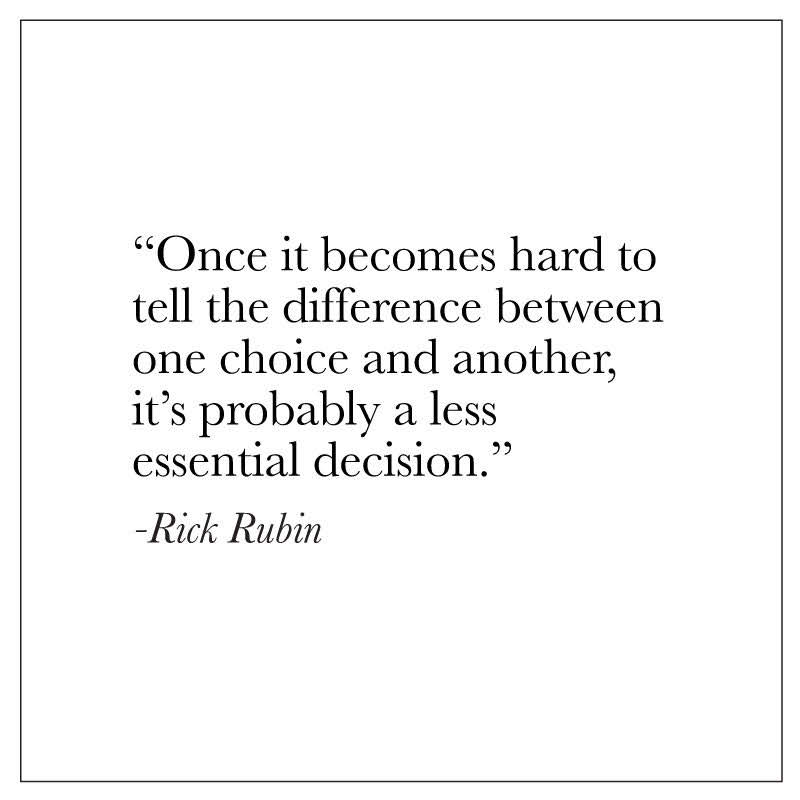 “Once it becomes hard to
tell the difference between
one choice and another,
it’s probably a less
essential decision.”
-Rick Rubin